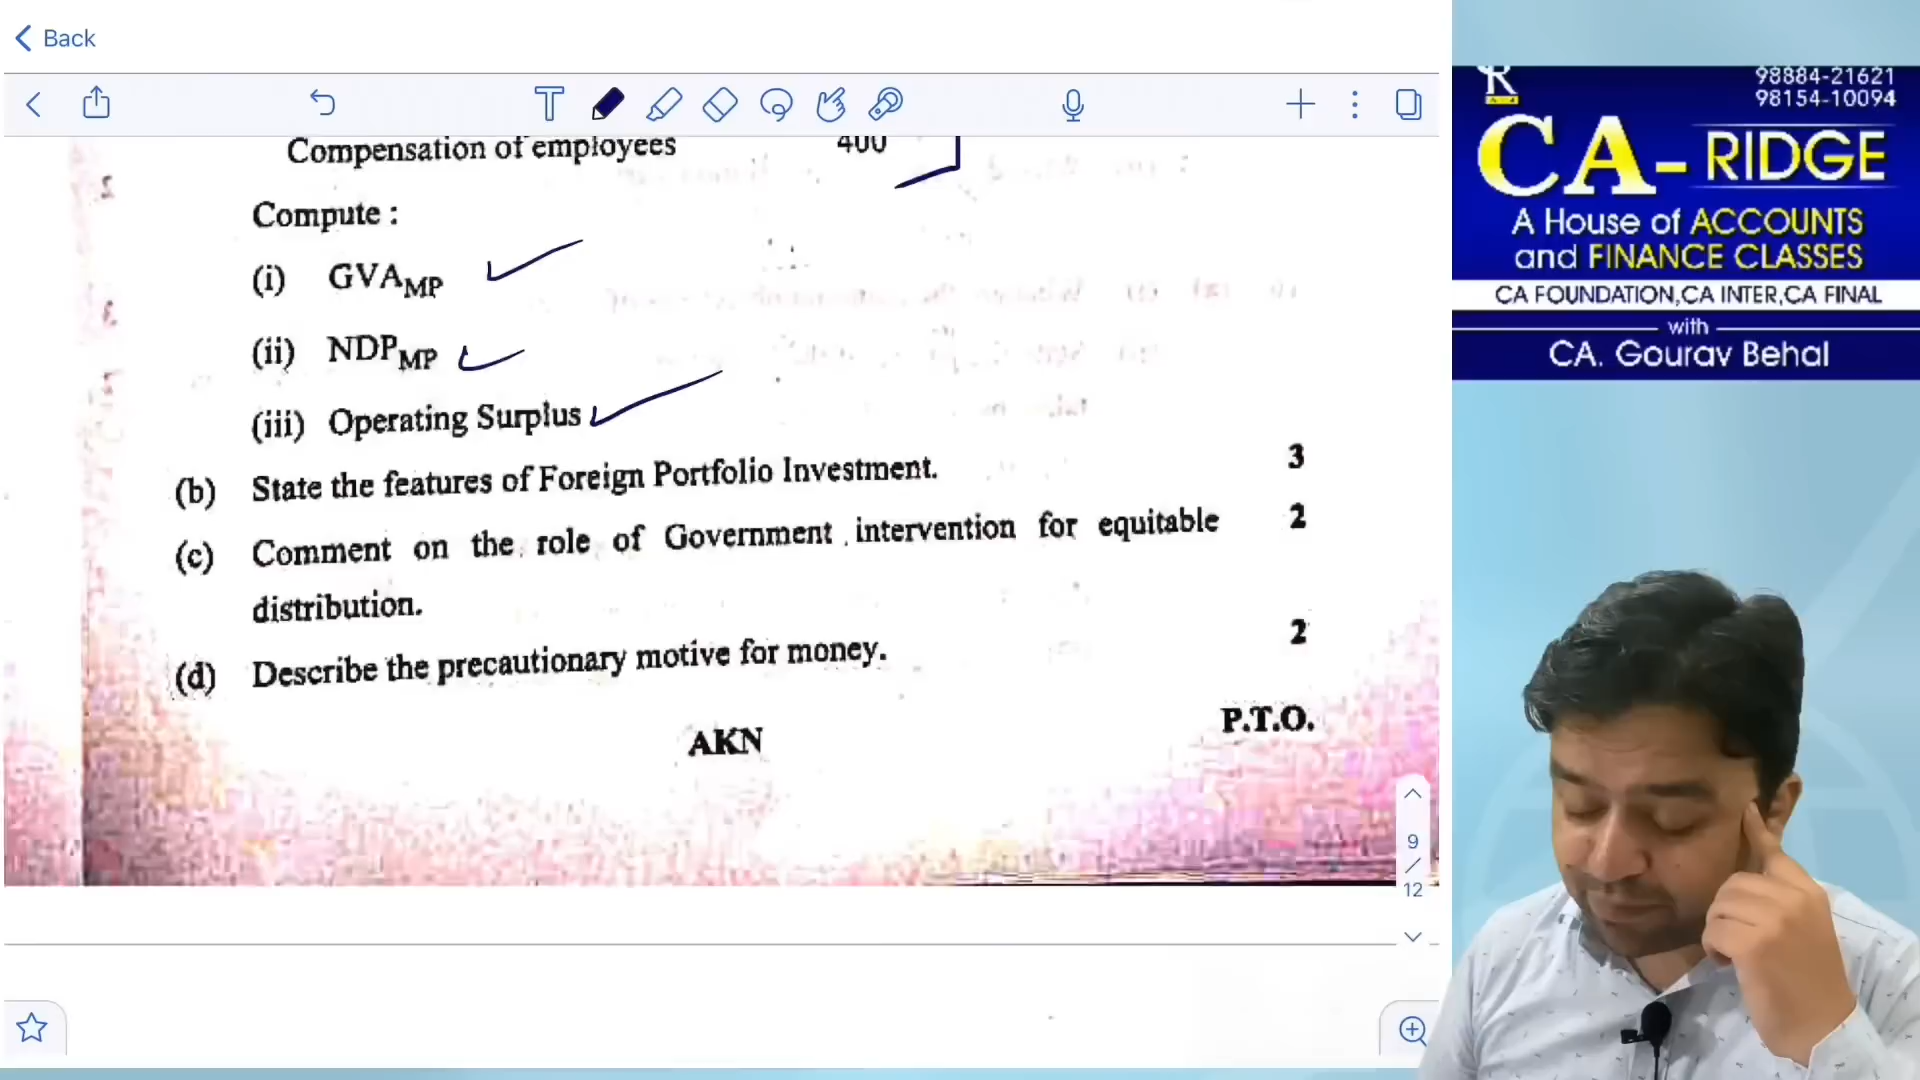 Back
Compensation of employees 400
Compute :
(i) GVAMP
(ii) NDPMP
(iii) Operating Surplus
(b) State the features of Foreign Portfolio Investment. 3
(c) Comment on the role of Government intervention for equitable 2
distribution.
(d) Describe the precautionary motive for money. 2
AKN
P.T.O.
9
/
12
R
98884-21621
98154-10094
CA- RIDGE
A House of ACCOUNTS
and FINANCE CLASSES
CA FOUNDATION,CA INTER,CA FINAL
with
CA. Gourav Behal